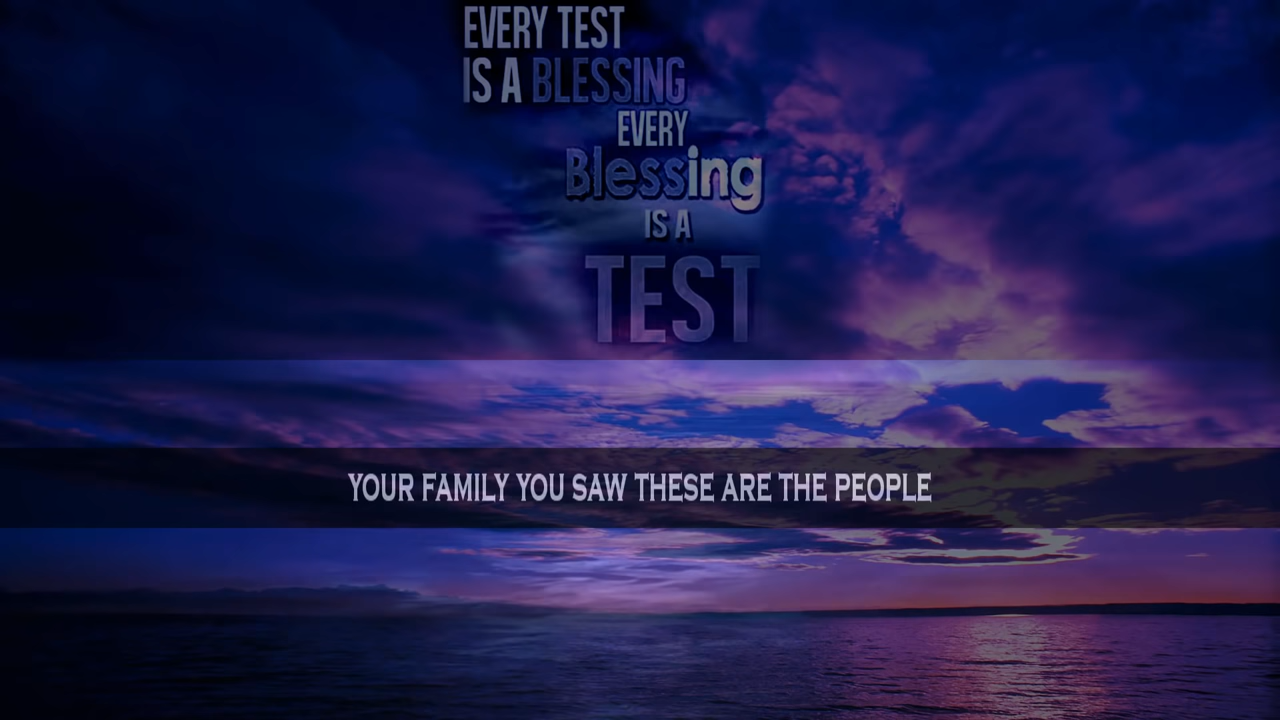 EVERY TEST
IS A BLESSING
EVERY
Blessing
IS A
TEST
YOUR FAMILY YOU SAW THESE ARE THE PEOPLE